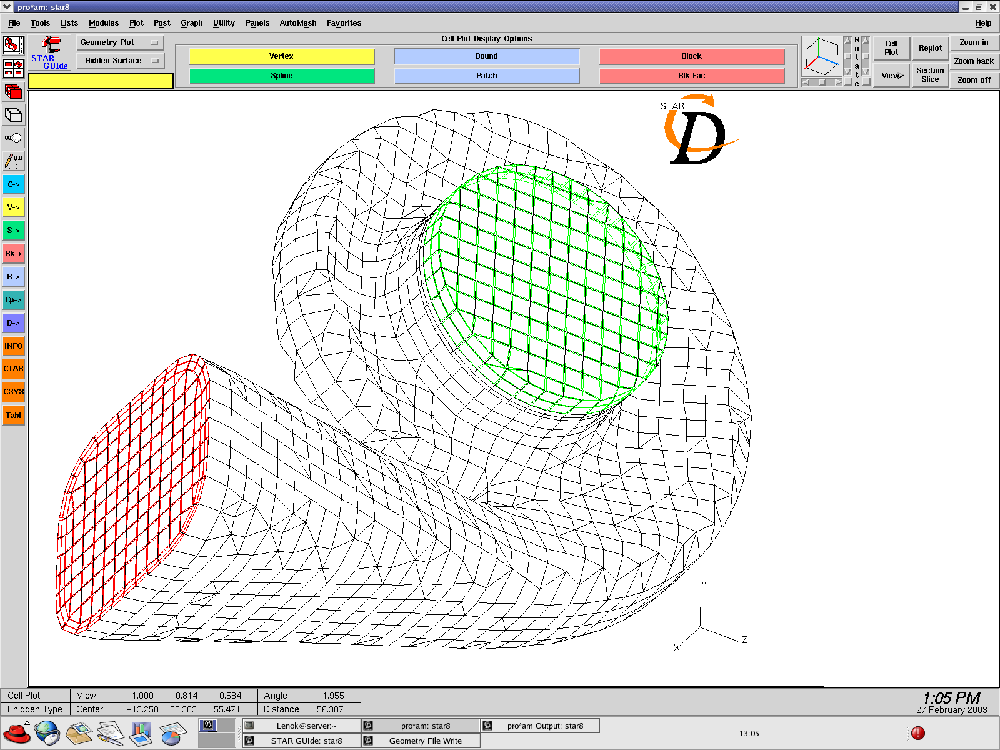 pro*am: star8
File Tools Lists Modules Plot Post Graph Utility Panels AutoMesh Favorites Help
STAR GUIde
Geometry Plot
Hidden Surface
Cell Plot Display Options
Vertex Bound Block
Spline Patch Blk Fac
Rotate
Cell Plot
Replot
Zoom in
Zoom back
View>
Section Slice
Zoom off
QD
C->
V->
S->
Bk->
B->
Cp->
D->
INFO
CTAB
CSYS
Tabl
STAR
D
Y
Z
X
Cell Plot View -1.000 -0.814 -0.584 Angle -1.955
Ehidden Type Center -13.258 38.303 55.471 Distance 56.307
1:05 PM
27 February 2003
Lenok@server:~ pro*am: star8 pro*am Output: star8
STAR GUIde: star8 Geometry File Write
13:05